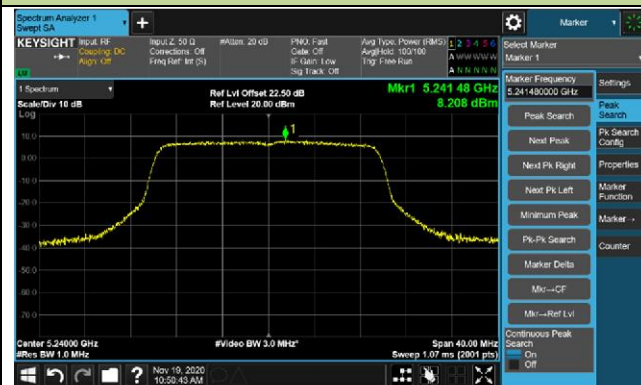 Spectrum Analyzer 1
Swept SA
Marker
KEYSIGHT
Input: RF
Coupling: DC
Align: Off
Input Z: 50 Ω
Corrections: Off
Freq Ref: Int (S)
#Atten: 20 dB
PNO: Fast
Gate: Off
IF Gain: Low
Sig Track: Off
Avg Type: Power (RMS)
Avg|Hold: 100/100
Trig: Free Run
1 2 3 4 5 6
A W W W W W
A N N N N N
LXI
Select Marker
Marker 1
1 Spectrum
Scale/Div 10 dB
Log
Ref Lvl Offset 22.50 dB
Ref Level 20.00 dBm
Mkr1 5.241 48 GHz
8.208 dBm
Marker Frequency
5.241480000 GHz
Settings
Peak Search
Peak
Search
Next Peak
Pk Search
Config
Next Pk Right
Properties
Next Pk Left
Marker
Function
Minimum Peak
Marker→
Pk-Pk Search
Counter
Marker Delta
Mkr→CF
Mkr→Ref Lvl
Continuous Peak
Search
On
Off
1
10.0
0.00
-10.0
-20.0
-30.0
-40.0
-50.0
-60.0
-70.0
Center 5.24000 GHz
#Res BW 1.0 MHz
#Video BW 3.0 MHz*
Span 40.00 MHz
Sweep 1.07 ms (2001 pts)
?
Nov 19, 2020
10:50:43 AM